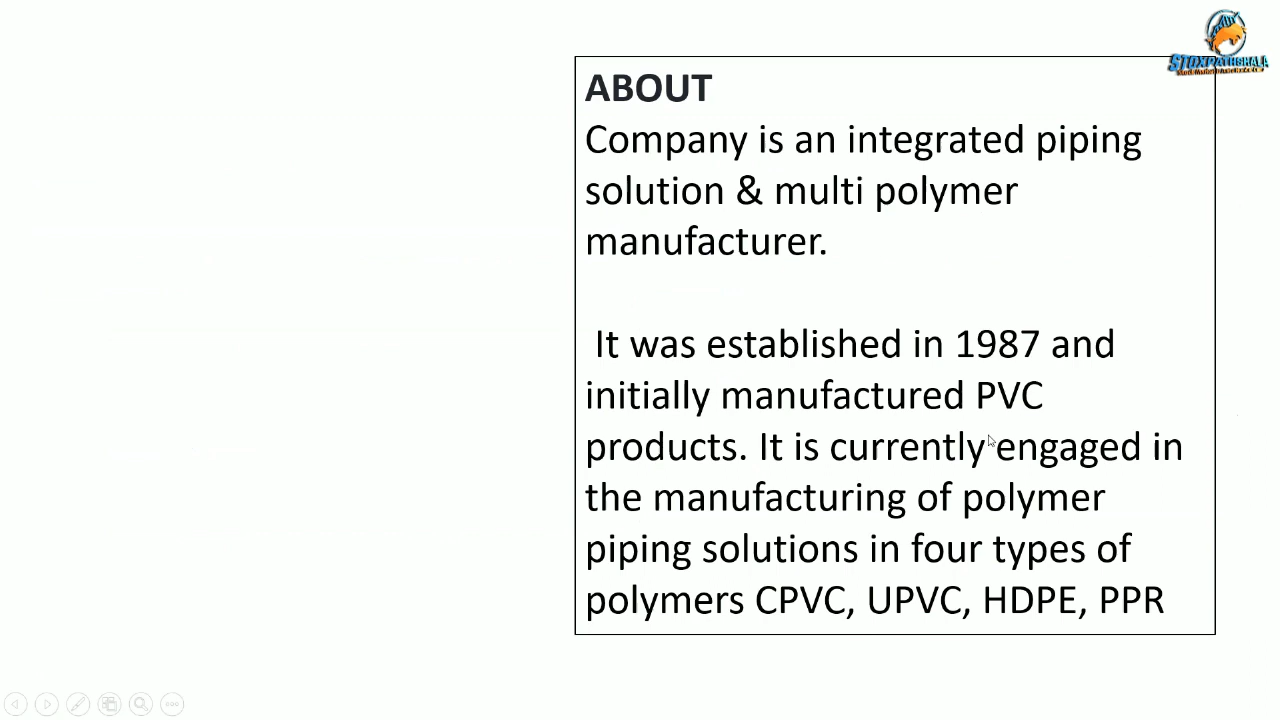 STOXPATHSHALA
ABOUT
Company is an integrated piping
solution & multi polymer
manufacturer.
It was established in 1987 and
initially manufactured PVC
products. It is currently engaged in
the manufacturing of polymer
piping solutions in four types of
polymers CPVC, UPVC, HDPE, PPR